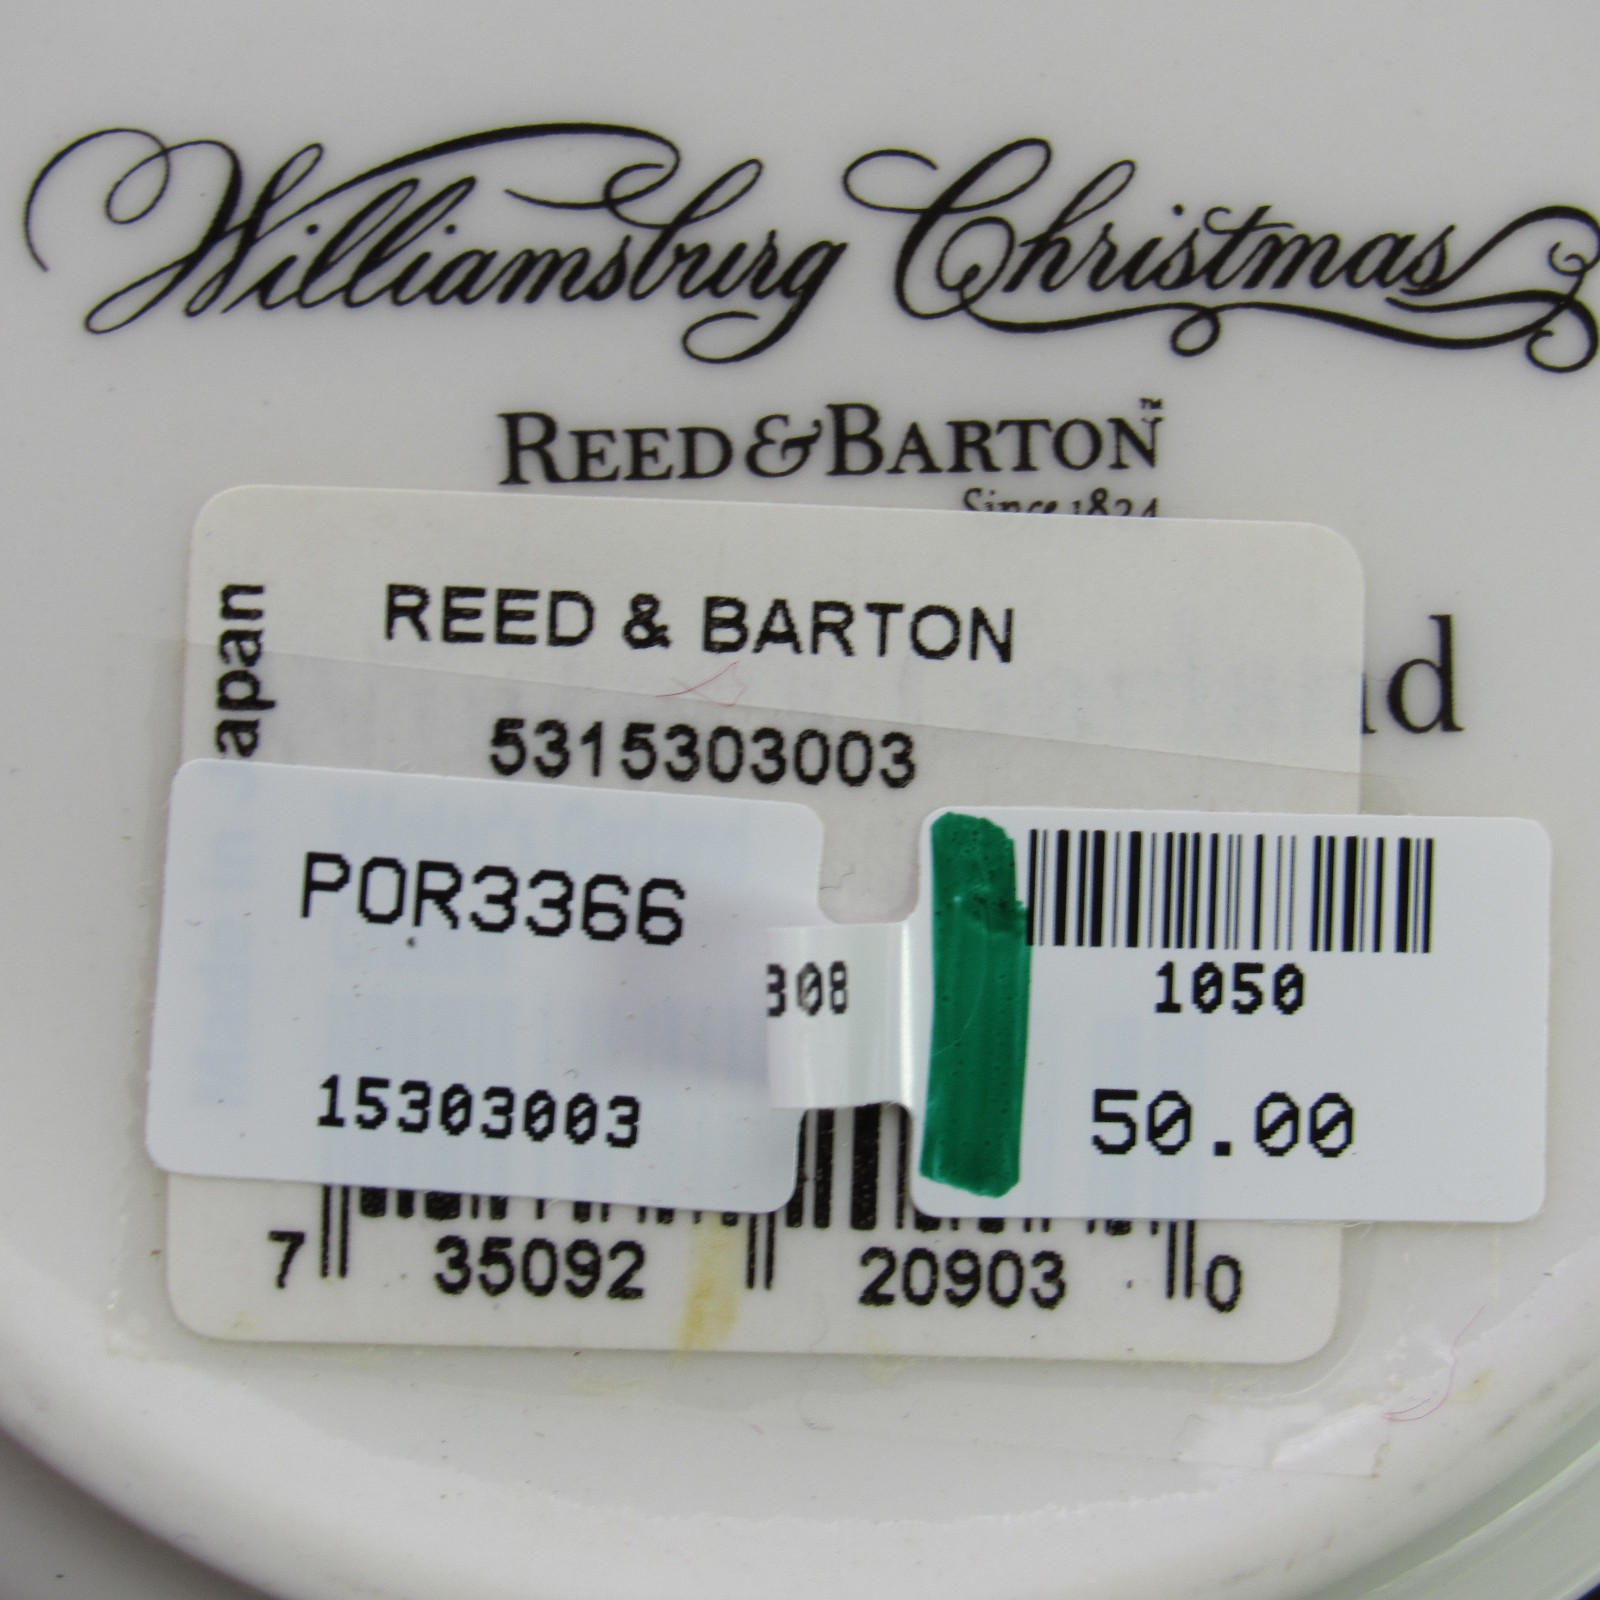 Williamsburg Christmas
REED & BARTON™
Since 1824
REED & BARTON
5315303003
POR3366
308
15303003
1050
50.00
7 35092 20903 0